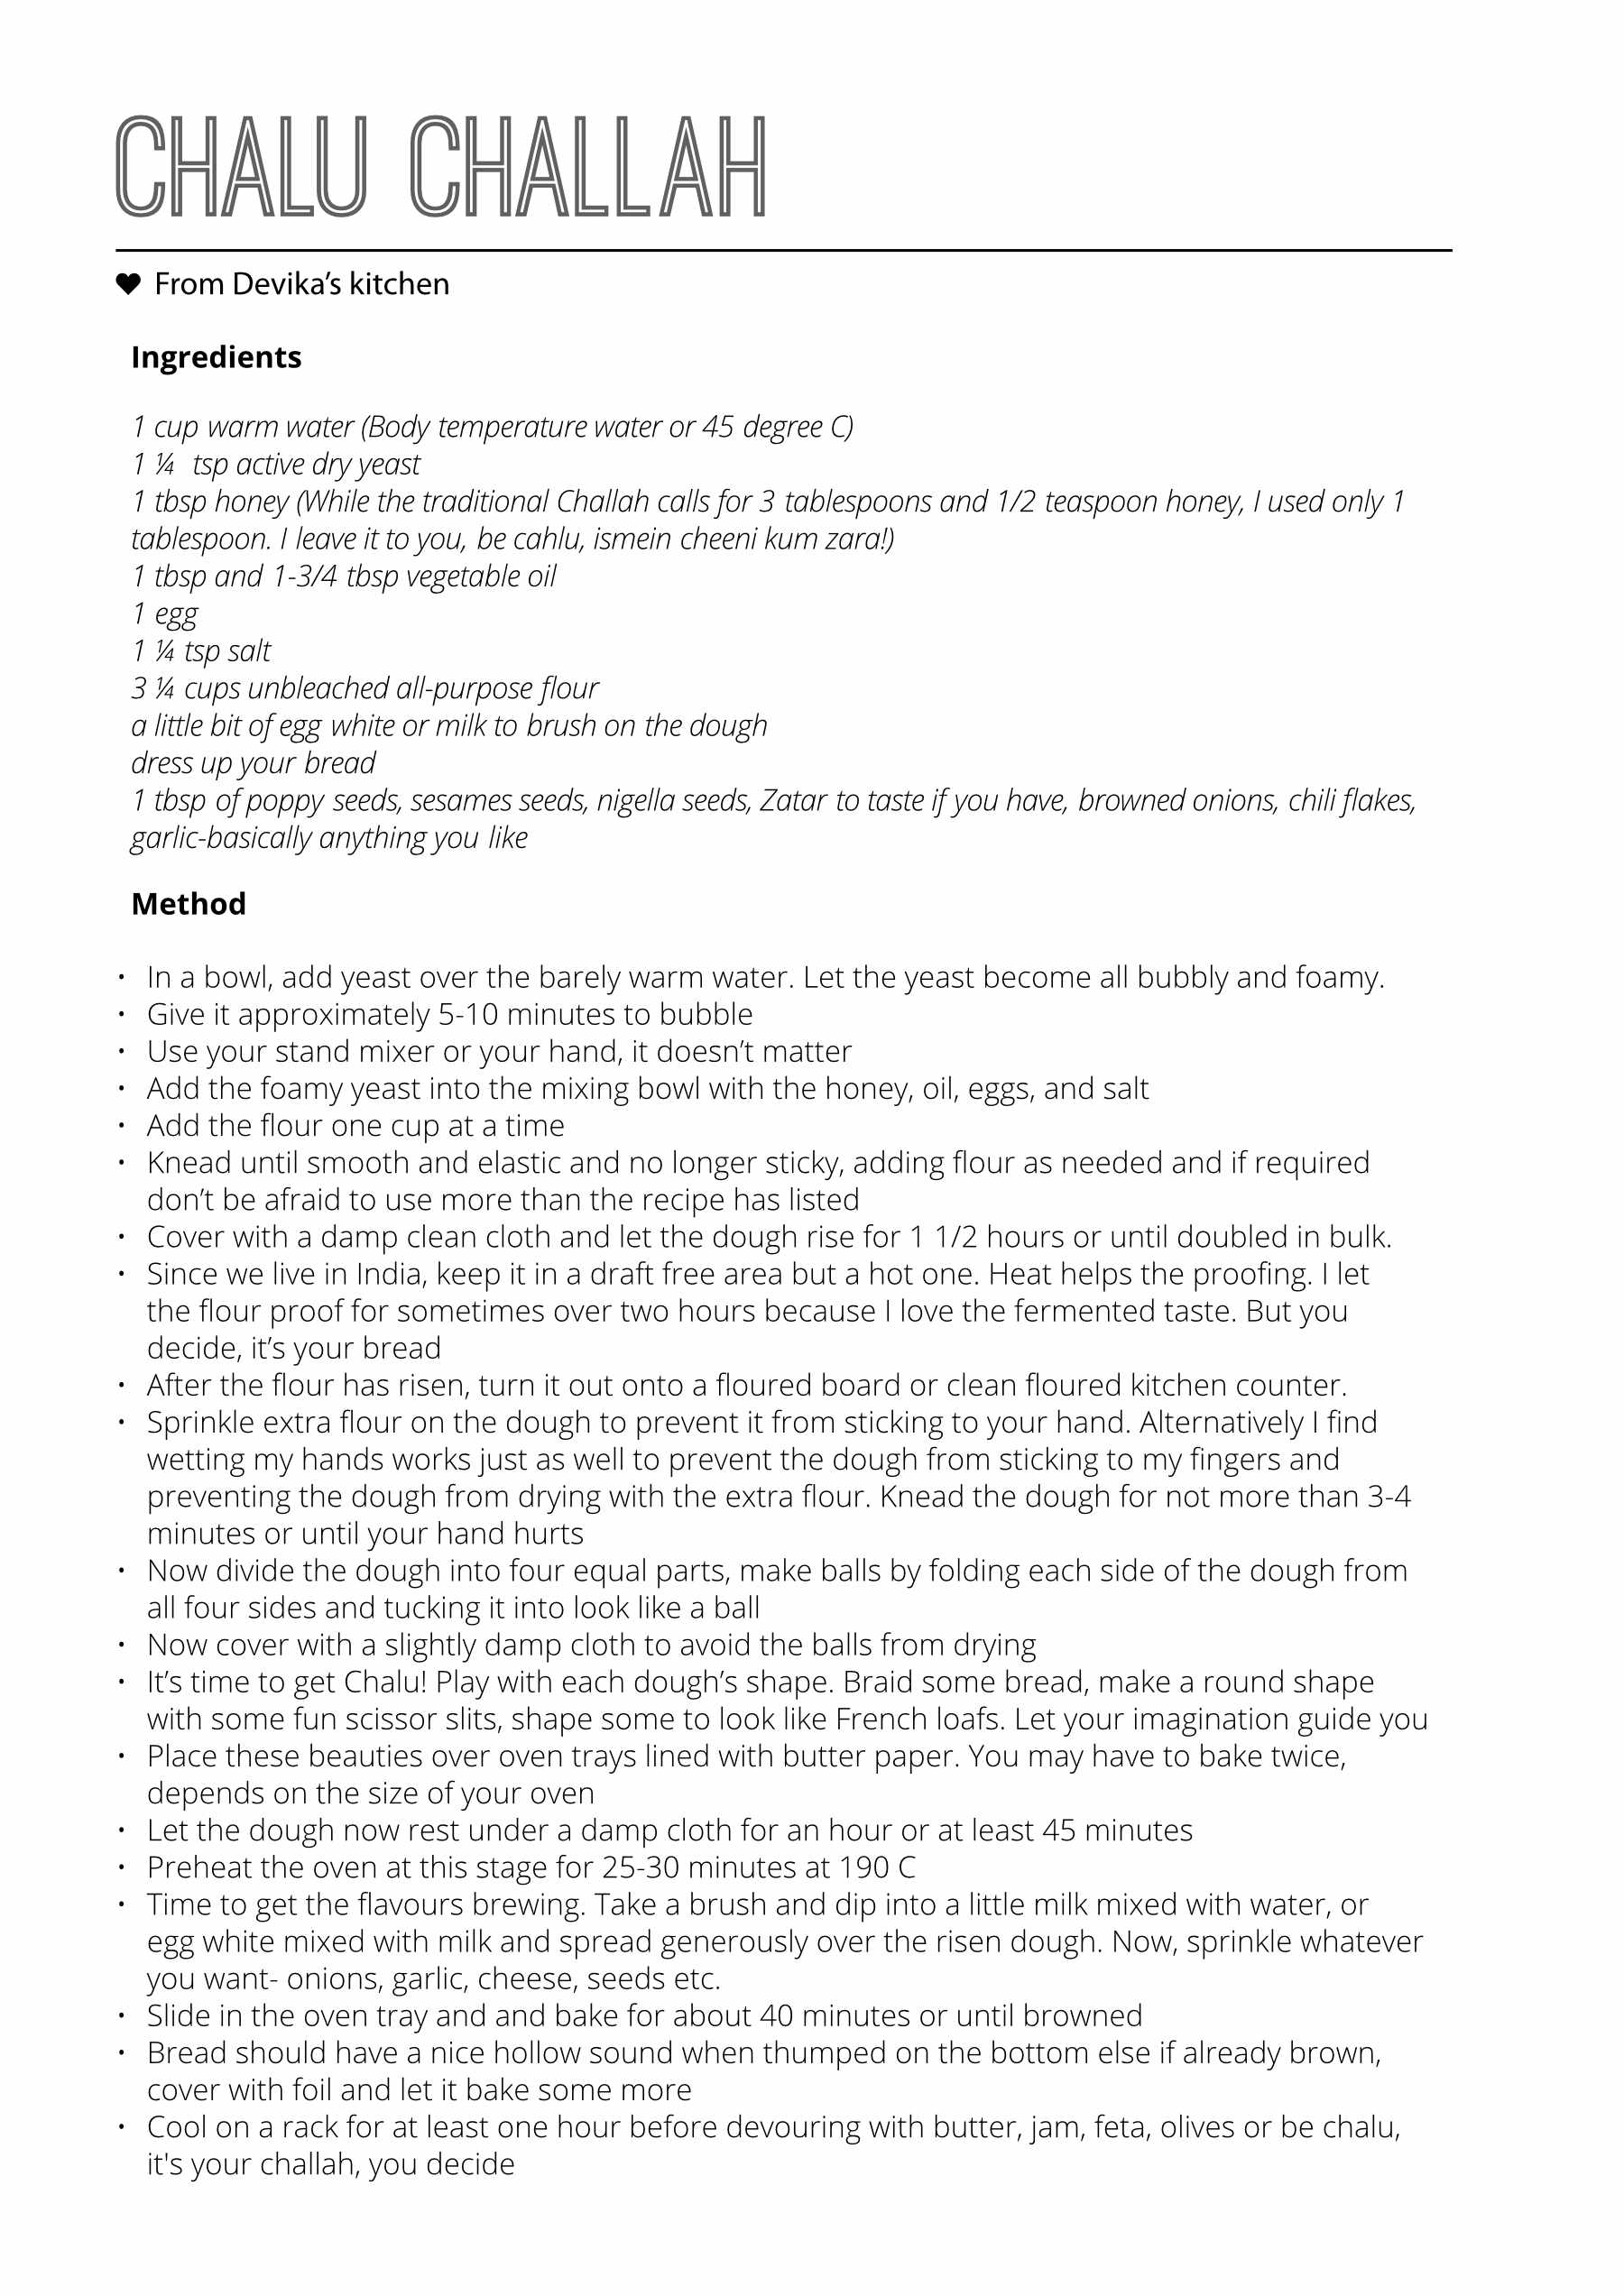 CHALU CHALLAH
♥ From Devika’s kitchen
Ingredients
1 cup warm water (Body temperature water or 45 degree C)
1 ¼ tsp active dry yeast
1 tbsp honey (While the traditional Challah calls for 3 tablespoons and 1/2 teaspoon honey, I used only 1
tablespoon. I leave it to you, be cahlu, ismein cheeni kum zara!)
1 tbsp and 1-3/4 tbsp vegetable oil
1 egg
1 ¼ tsp salt
3 ¼ cups unbleached all-purpose flour
a little bit of egg white or milk to brush on the dough
dress up your bread
1 tbsp of poppy seeds, sesames seeds, nigella seeds, Zatar to taste if you have, browned onions, chili flakes,
garlic-basically anything you like
Method
• In a bowl, add yeast over the barely warm water. Let the yeast become all bubbly and foamy.
• Give it approximately 5-10 minutes to bubble
• Use your stand mixer or your hand, it doesn’t matter
• Add the foamy yeast into the mixing bowl with the honey, oil, eggs, and salt
• Add the flour one cup at a time
• Knead until smooth and elastic and no longer sticky, adding flour as needed and if required
don’t be afraid to use more than the recipe has listed
• Cover with a damp clean cloth and let the dough rise for 1 1/2 hours or until doubled in bulk.
• Since we live in India, keep it in a draft free area but a hot one. Heat helps the proofing. I let
the flour proof for sometimes over two hours because I love the fermented taste. But you
decide, it’s your bread
• After the flour has risen, turn it out onto a floured board or clean floured kitchen counter.
• Sprinkle extra flour on the dough to prevent it from sticking to your hand. Alternatively I find
wetting my hands works just as well to prevent the dough from sticking to my fingers and
preventing the dough from drying with the extra flour. Knead the dough for not more than 3-4
minutes or until your hand hurts
• Now divide the dough into four equal parts, make balls by folding each side of the dough from
all four sides and tucking it into look like a ball
• Now cover with a slightly damp cloth to avoid the balls from drying
• It’s time to get Chalu! Play with each dough’s shape. Braid some bread, make a round shape
with some fun scissor slits, shape some to look like French loafs. Let your imagination guide you
• Place these beauties over oven trays lined with butter paper. You may have to bake twice,
depends on the size of your oven
• Let the dough now rest under a damp cloth for an hour or at least 45 minutes
• Preheat the oven at this stage for 25-30 minutes at 190 C
• Time to get the flavours brewing. Take a brush and dip into a little milk mixed with water, or
egg white mixed with milk and spread generously over the risen dough. Now, sprinkle whatever
you want- onions, garlic, cheese, seeds etc.
• Slide in the oven tray and and bake for about 40 minutes or until browned
• Bread should have a nice hollow sound when thumped on the bottom else if already brown,
cover with foil and let it bake some more
• Cool on a rack for at least one hour before devouring with butter, jam, feta, olives or be chalu,
it's your challah, you decide